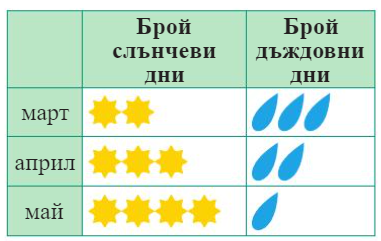 Брой
слънчеви
дни
Брой
дъждовни
дни
март
април
май